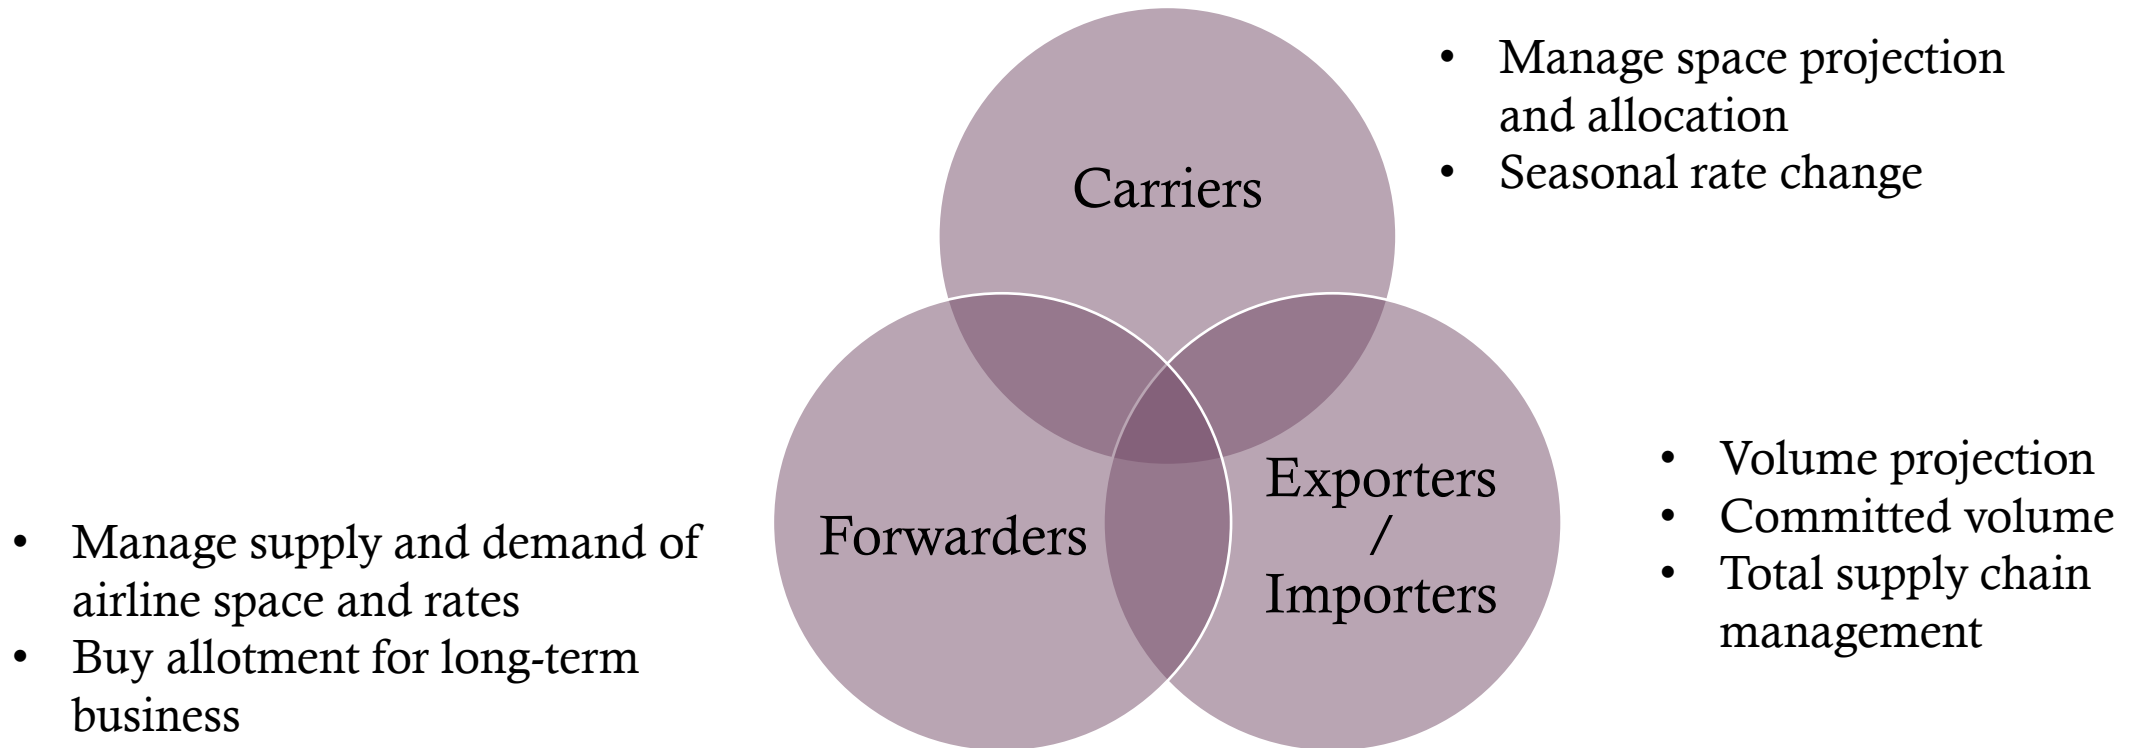 • Manage space projection
and allocation
• Seasonal rate change
Carriers
Forwarders
Exporters
/
Importers
• Volume projection
• Committed volume
• Total supply chain
management
• Manage supply and demand of
airline space and rates
• Buy allotment for long-term
business